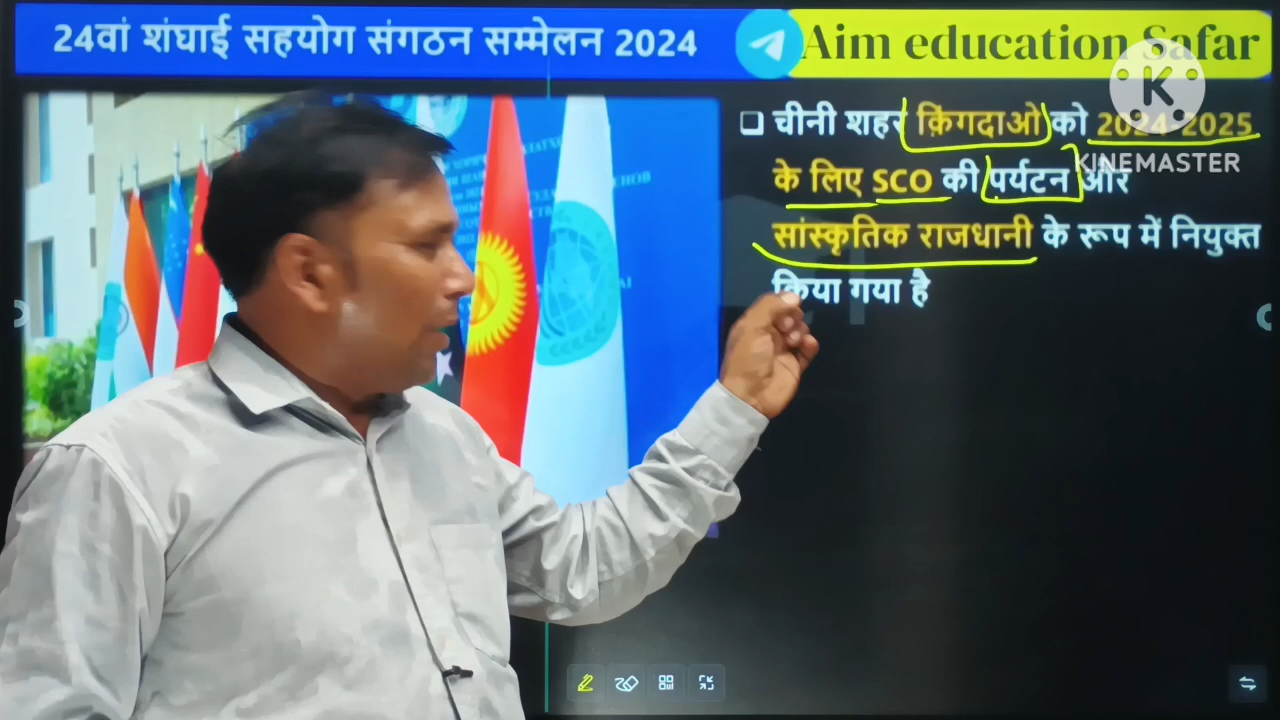 24वां शंघाई सहयोग संगठन सम्मेलन 2024
Aim education Safar
चीनी शहर क़िंगदाओ को 2024-2025
के लिए SCO की पर्यटन और
सांस्कृतिक राजधानी के रूप में नियुक्त
किया गया है
K
KINEMASTER